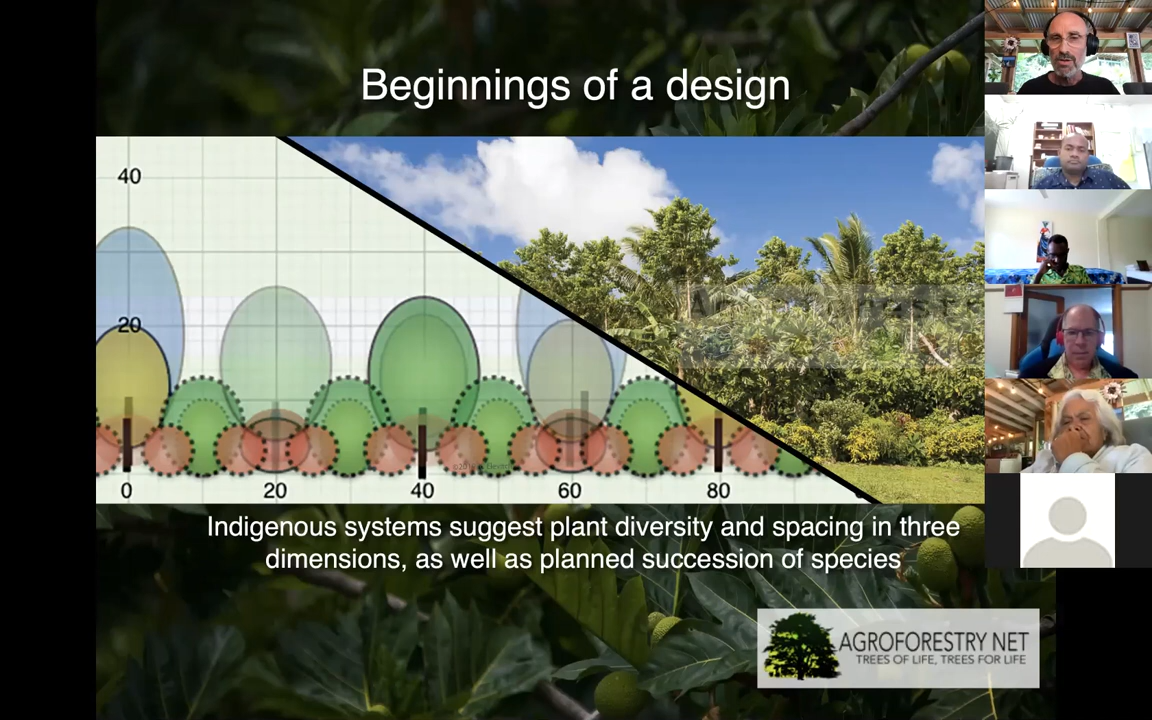 Beginnings of a design
40
20
0 20 40 60 80
Indigenous systems suggest plant diversity and spacing in three
dimensions, as well as planned succession of species
AGROFORESTRY NET
TREES OF LIFE, TREES FOR LIFE